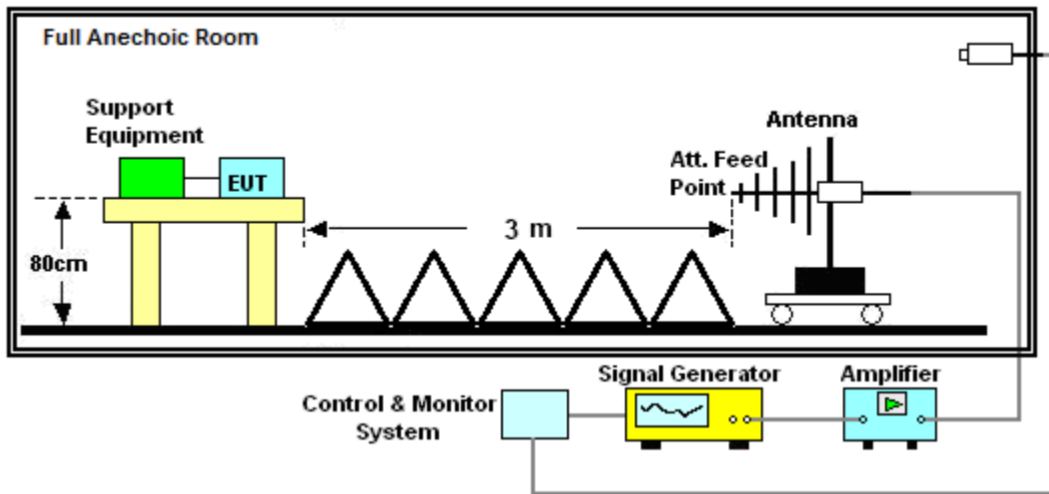 Full Anechoic Room
Support
Equipment
EUT
80cm
3 m
Att. Feed
Point
Antenna
Signal Generator
Amplifier
Control & Monitor
System